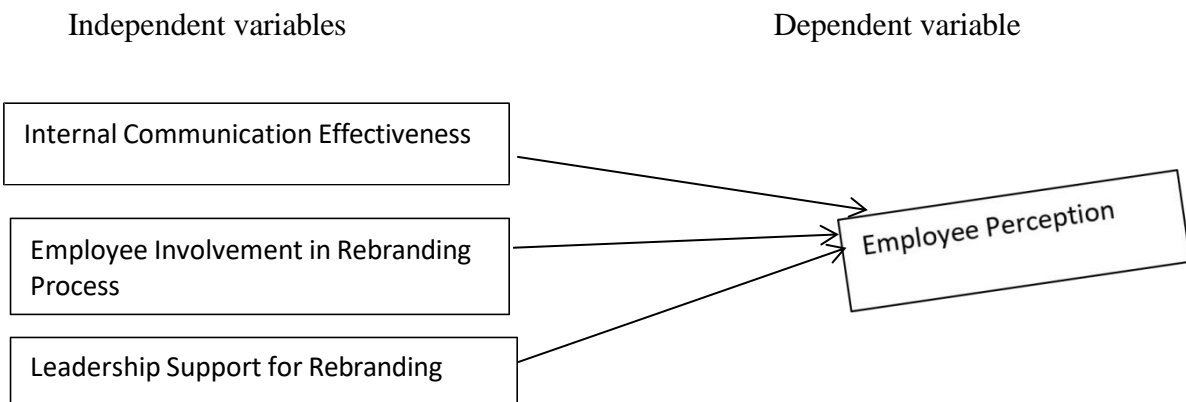 Independent variables
Dependent variable
Internal Communication Effectiveness
Employee Involvement in Rebranding
Process
Leadership Support for Rebranding
Employee Perception